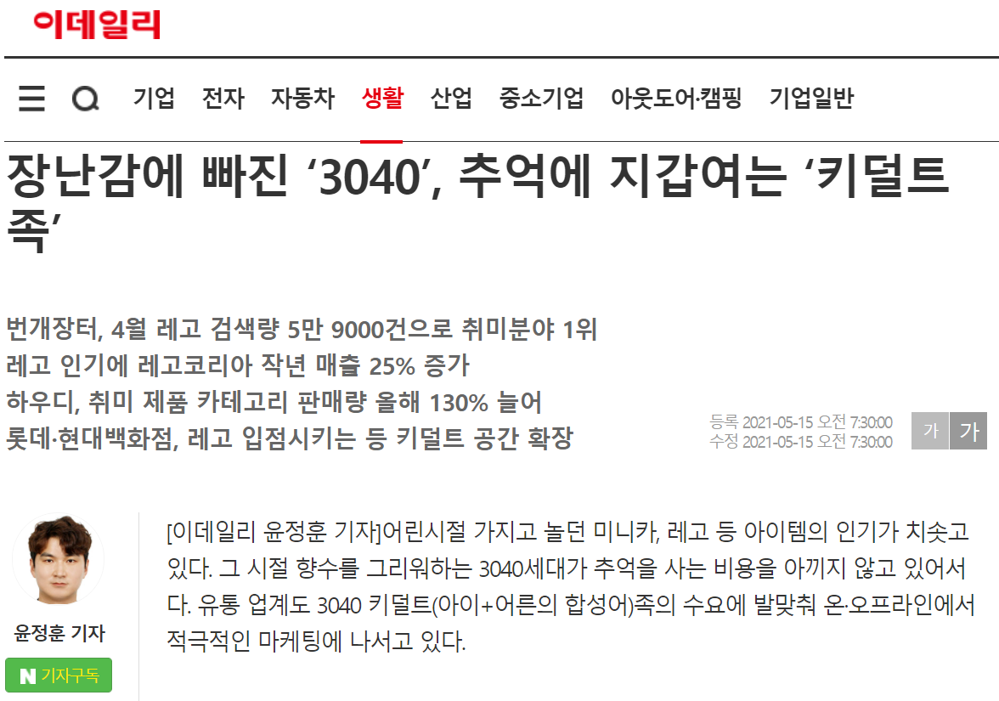 이데일리
기업 전자 자동차 생활 산업 중소기업 아웃도어·캠핑 기업일반
장난감에 빠진 ‘3040’, 추억에 지갑여는 ‘키덜트
족’
번개장터, 4월 레고 검색량 5만 9000건으로 취미분야 1위
레고 인기에 레고코리아 작년 매출 25% 증가
하우디, 취미 제품 카테고리 판매량 올해 130% 늘어
롯데·현대백화점, 레고 입점시키는 등 키덜트 공간 확장
등록 2021-05-15 오전 7:30:00
수정 2021-05-15 오전 7:30:00
가 가
[이데일리 윤정훈 기자]어린시절 가지고 놀던 미니카, 레고 등 아이템의 인기가 치솟고
있다. 그 시절 향수를 그리워하는 3040세대가 추억을 사는 비용을 아끼지 않고 있어서
다. 유통 업계도 3040 키덜트(아이+어른의 합성어)족의 수요에 발맞춰 온·오프라인에서
적극적인 마케팅에 나서고 있다.
윤정훈 기자
N 기자구독